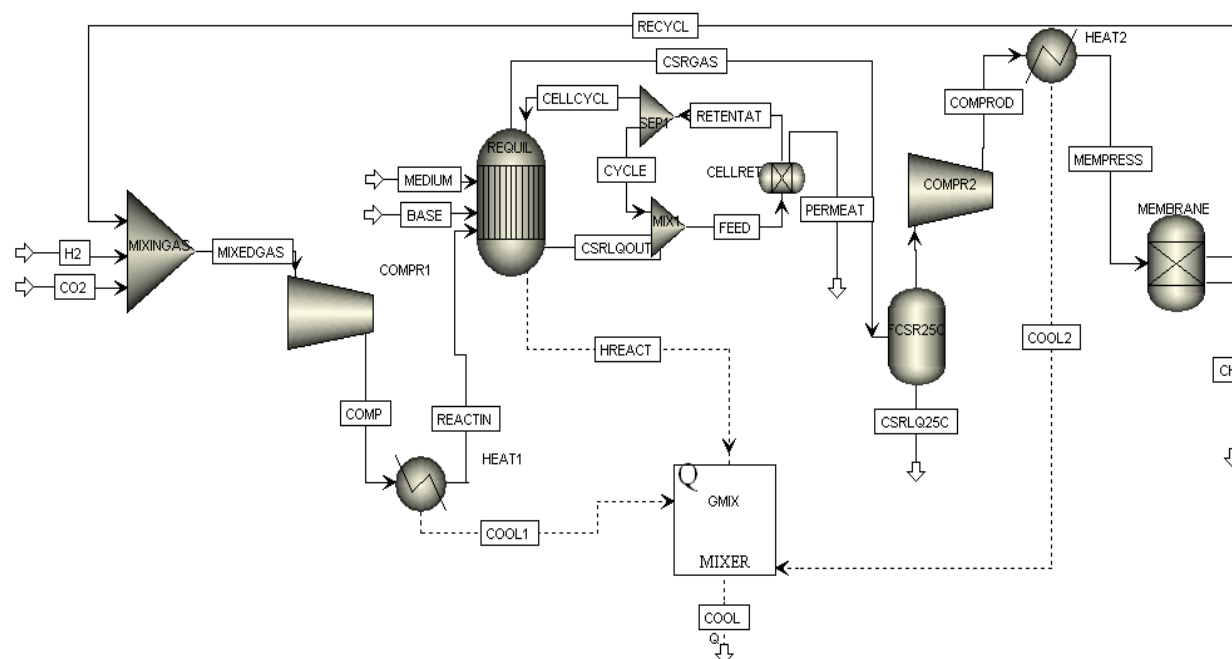 RECYCL
HEAT2
CSRGAS
CELLCYCL
COMPROD
SEP1
RETENTAT
REQUIL
MEMPRESS
COMPR2
CYCLE
CELLRET
MEDIUM
MEMBRANE
BASE
PERMEAT
MIX1
FEED
MIXINGAS
MIXEDGAS
H2
CSRLQOUT
COMPR1
CO2
FCSR25C
COOL2
HREACT
CH
COMP
REACTIN
CSRLQ25C
HEAT1
Q
GMIX
COOL1
MIXER
COOL
Q